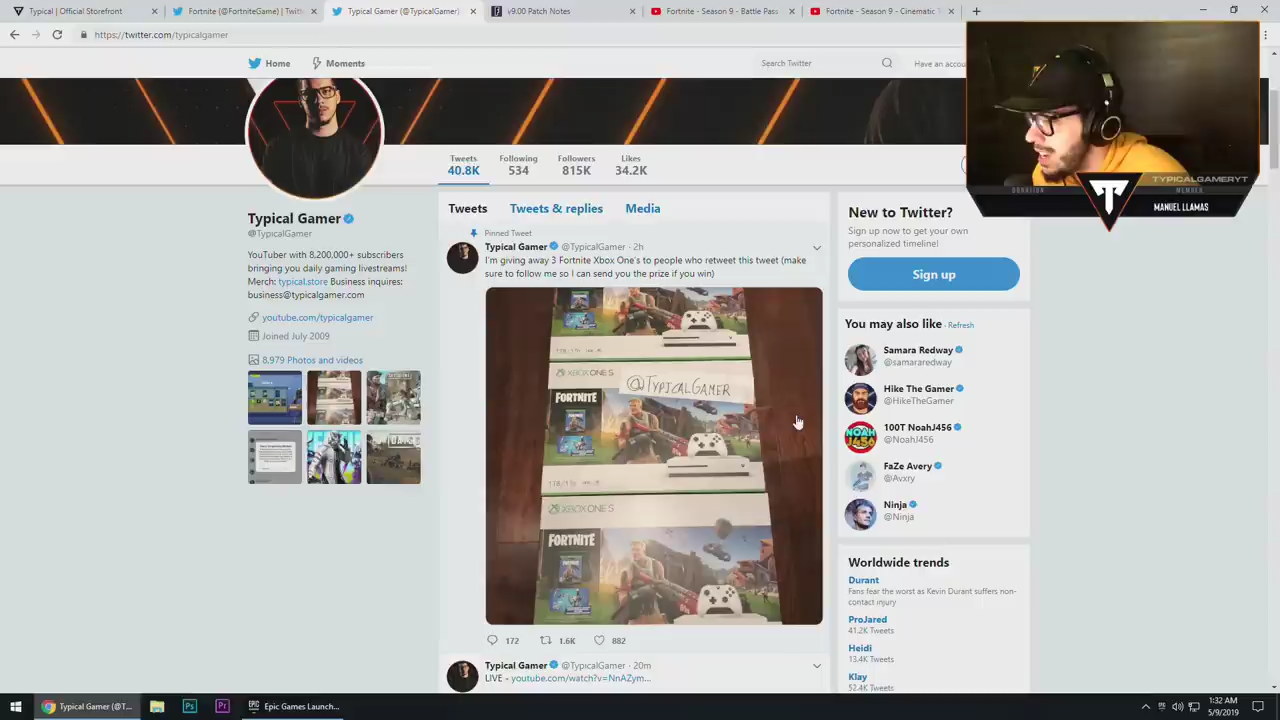 Typical | Official Storefront
Fortnite (@FortniteGame) | Twitt
Typical Gamer (@TypicalGamer)
v9.00 Patch Notes
Fortnite - Season 9 - Battle Pass
Fortnite - Season 9 - Cinematic
https://twitter.com/typicalgamer
Home
Moments
Search Twitter
Have an accou
Tweets
Following
Followers
Likes
40.8K
534
815K
34.2K
TYPICALGAMERYT
DONATION
MEMBER
MANUEL LLAMAS
Typical Gamer
@TypicalGamer
YouTuber with 8,200,000+ subscribers
bringing you daily gaming livestreams!
Merch: typical.store Business inquires:
business@typicalgamer.com
youtube.com/typicalgamer
Joined July 2009
8,979 Photos and videos
Tweets
Tweets & replies
Media
Pinned Tweet
Typical Gamer @TypicalGamer · 2h
I'm giving away 3 Fortnite Xbox One's to people who retweet this tweet (make
sure to follow me so I can send you the prize if you win)
XBOX ONE S
@TYPICALGAMER
FORTNITE
XBOX ONE S
FORTNITE
172
1.6K
882
Typical Gamer @TypicalGamer · 20m
LIVE - youtube.com/watch?v=NnAZym...
New to Twitter?
Sign up now to get your own
personalized timeline!
Sign up
You may also like · Refresh
Samara Redway
@samararedway
Hike The Gamer
@HikeTheGamer
100T NoahJ456
@NoahJ456
FaZe Avery
@Avxry
Ninja
@Ninja
Worldwide trends
Durant
Fans fear the worst as Kevin Durant suffers non-
contact injury
ProJared
41.2K Tweets
Heidi
13.4K Tweets
Klay
52.4K Tweets
Typical Gamer (@T...
Epic Games Launch...
1:32 AM
5/9/2019